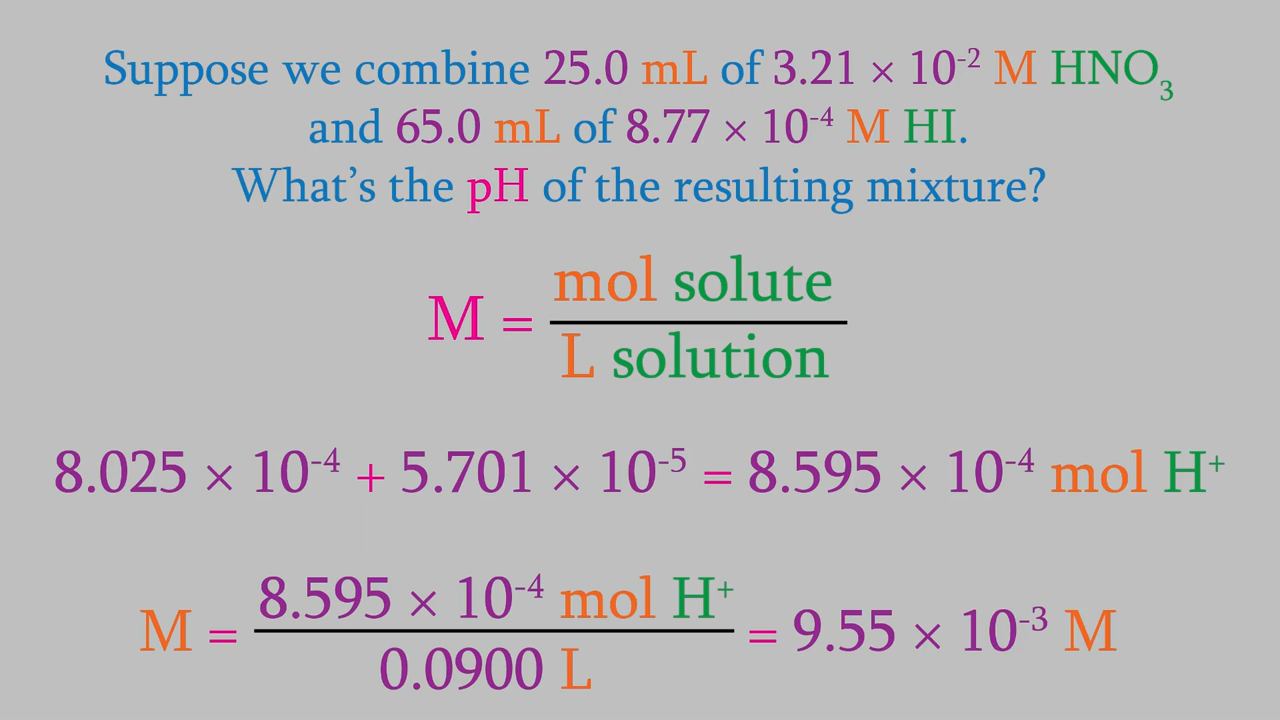 Suppose we combine 25.0 mL of 3.21 × 10⁻² M HNO₃
and 65.0 mL of 8.77 × 10⁻⁴ M HI.
What’s the pH of the resulting mixture?
M = mol solute / L solution
8.025 × 10⁻⁴ + 5.701 × 10⁻⁵ = 8.595 × 10⁻⁴ mol H⁺
M = 8.595 × 10⁻⁴ mol H⁺ / 0.0900 L = 9.55 × 10⁻³ M